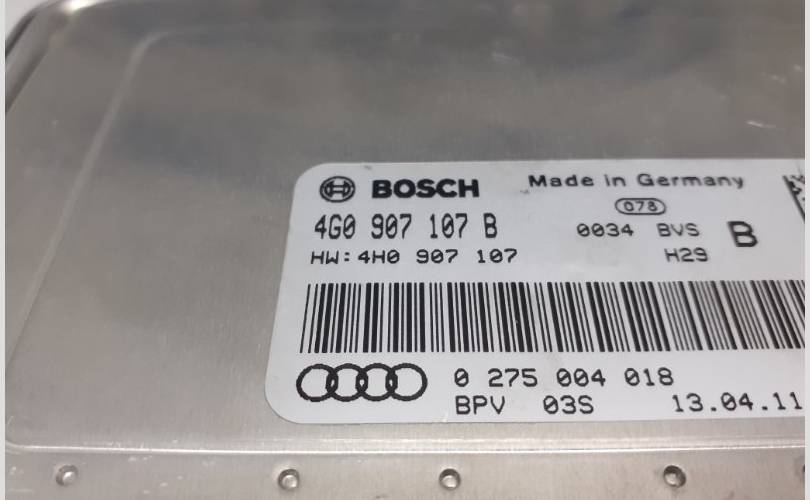 BOSCH Made in Germany
078
4G0 907 107 B 0034 BVS B
HW:4H0 907 107 H29
0 275 004 018
BPV 03S 13.04.11